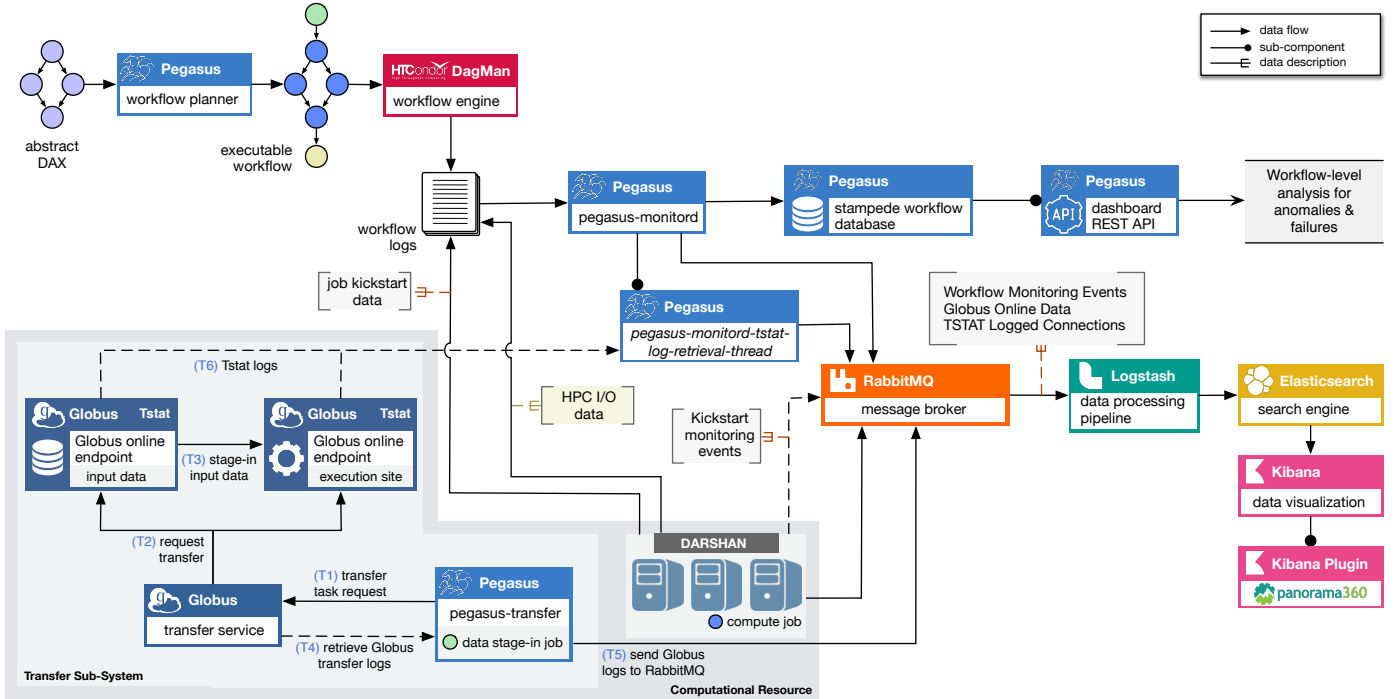 data flow
sub-component
data description
Pegasus
workflow planner
HTCondor DagMan
High Throughput Computing
workflow engine
abstract
DAX
executable
workflow
workflow
logs
Pegasus
pegasus-monitord
Pegasus
stampede workflow
database
Pegasus
API
dashboard
REST API
Workflow-level
analysis for
anomalies &
failures
job kickstart
data
Pegasus
pegasus-monitord-tstat-
log-retrieval-thread
Workflow Monitoring Events
Globus Online Data
TSTAT Logged Connections
(T6) Tstat logs
HPC I/O
data
Kickstart
monitoring
events
RabbitMQ
message broker
Logstash
data processing
pipeline
Elasticsearch
search engine
Globus Tstat
Globus online
endpoint
input data
(T3) stage-in
input data
Globus Tstat
Globus online
endpoint
execution site
Kibana
data visualization
(T2) request
transfer
DARSHAN
compute job
Kibana Plugin
panorama360
Globus
transfer service
(T1) transfer
task request
Pegasus
pegasus-transfer
data stage-in job
(T4) retrieve Globus
transfer logs
(T5) send Globus
logs to RabbitMQ
Transfer Sub-System
Computational Resource